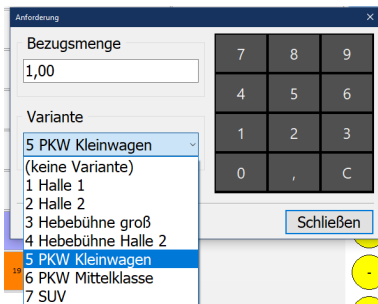 Anforderung
Bezugsmenge
1,00
7 8 9
4 5 6
1 2 3
0 , C
Variante
5 PKW Kleinwagen
(keine Variante)
1 Halle 1
2 Halle 2
3 Hebebühne groß
4 Hebebühne Halle 2
5 PKW Kleinwagen
6 PKW Mittelklasse
7 SUV
Schließen
19
-